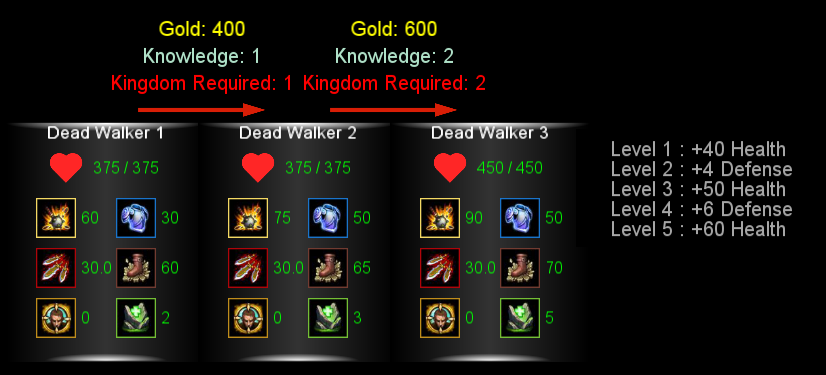 Gold: 400
Knowledge: 1
Kingdom Required: 1
Gold: 600
Knowledge: 2
Kingdom Required: 2
Dead Walker 1
375 / 375
60
30
30,0
60
0
2
Dead Walker 2
375 / 375
75
50
30,0
65
0
3
Dead Walker 3
450 / 450
90
50
30,0
70
0
5
Level 1 : +40 Health
Level 2 : +4 Defense
Level 3 : +50 Health
Level 4 : +6 Defense
Level 5 : +60 Health